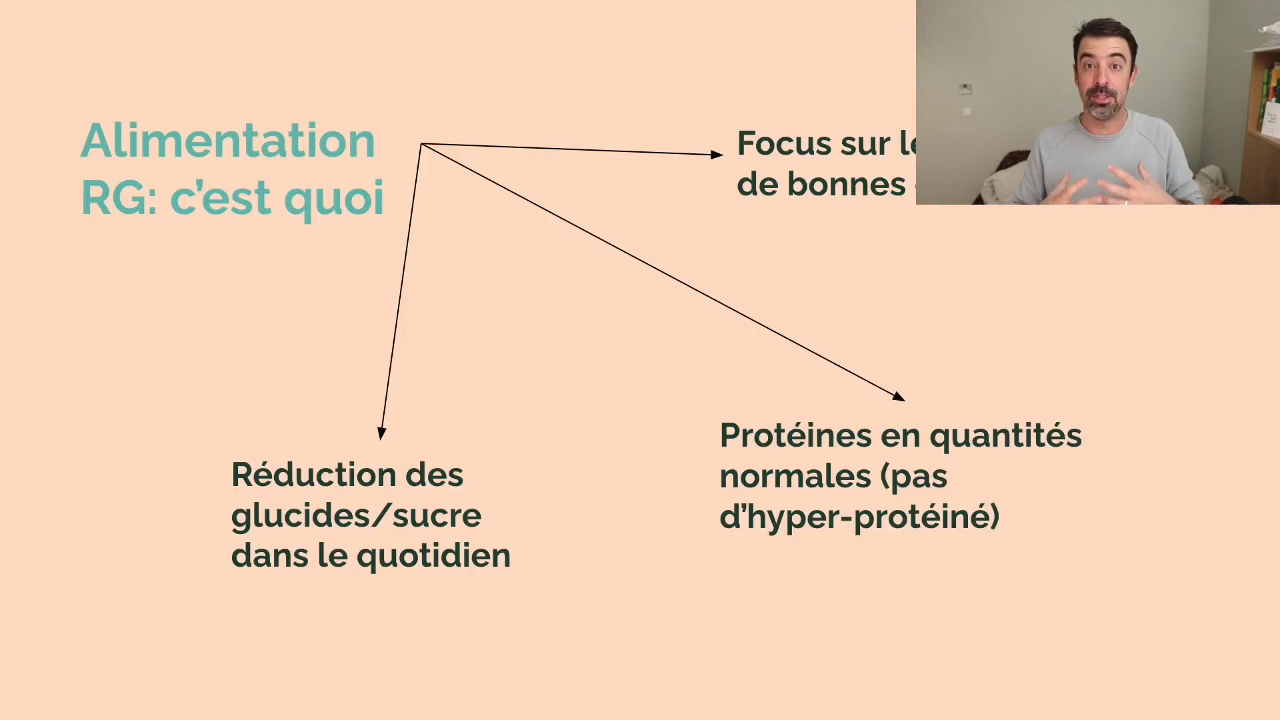 Alimentation
RG: c’est quoi
Focus sur
de bonnes
Réduction des
glucides/sucre
dans le quotidien
Protéines en quantités
normales (pas
d’hyper-protéiné)